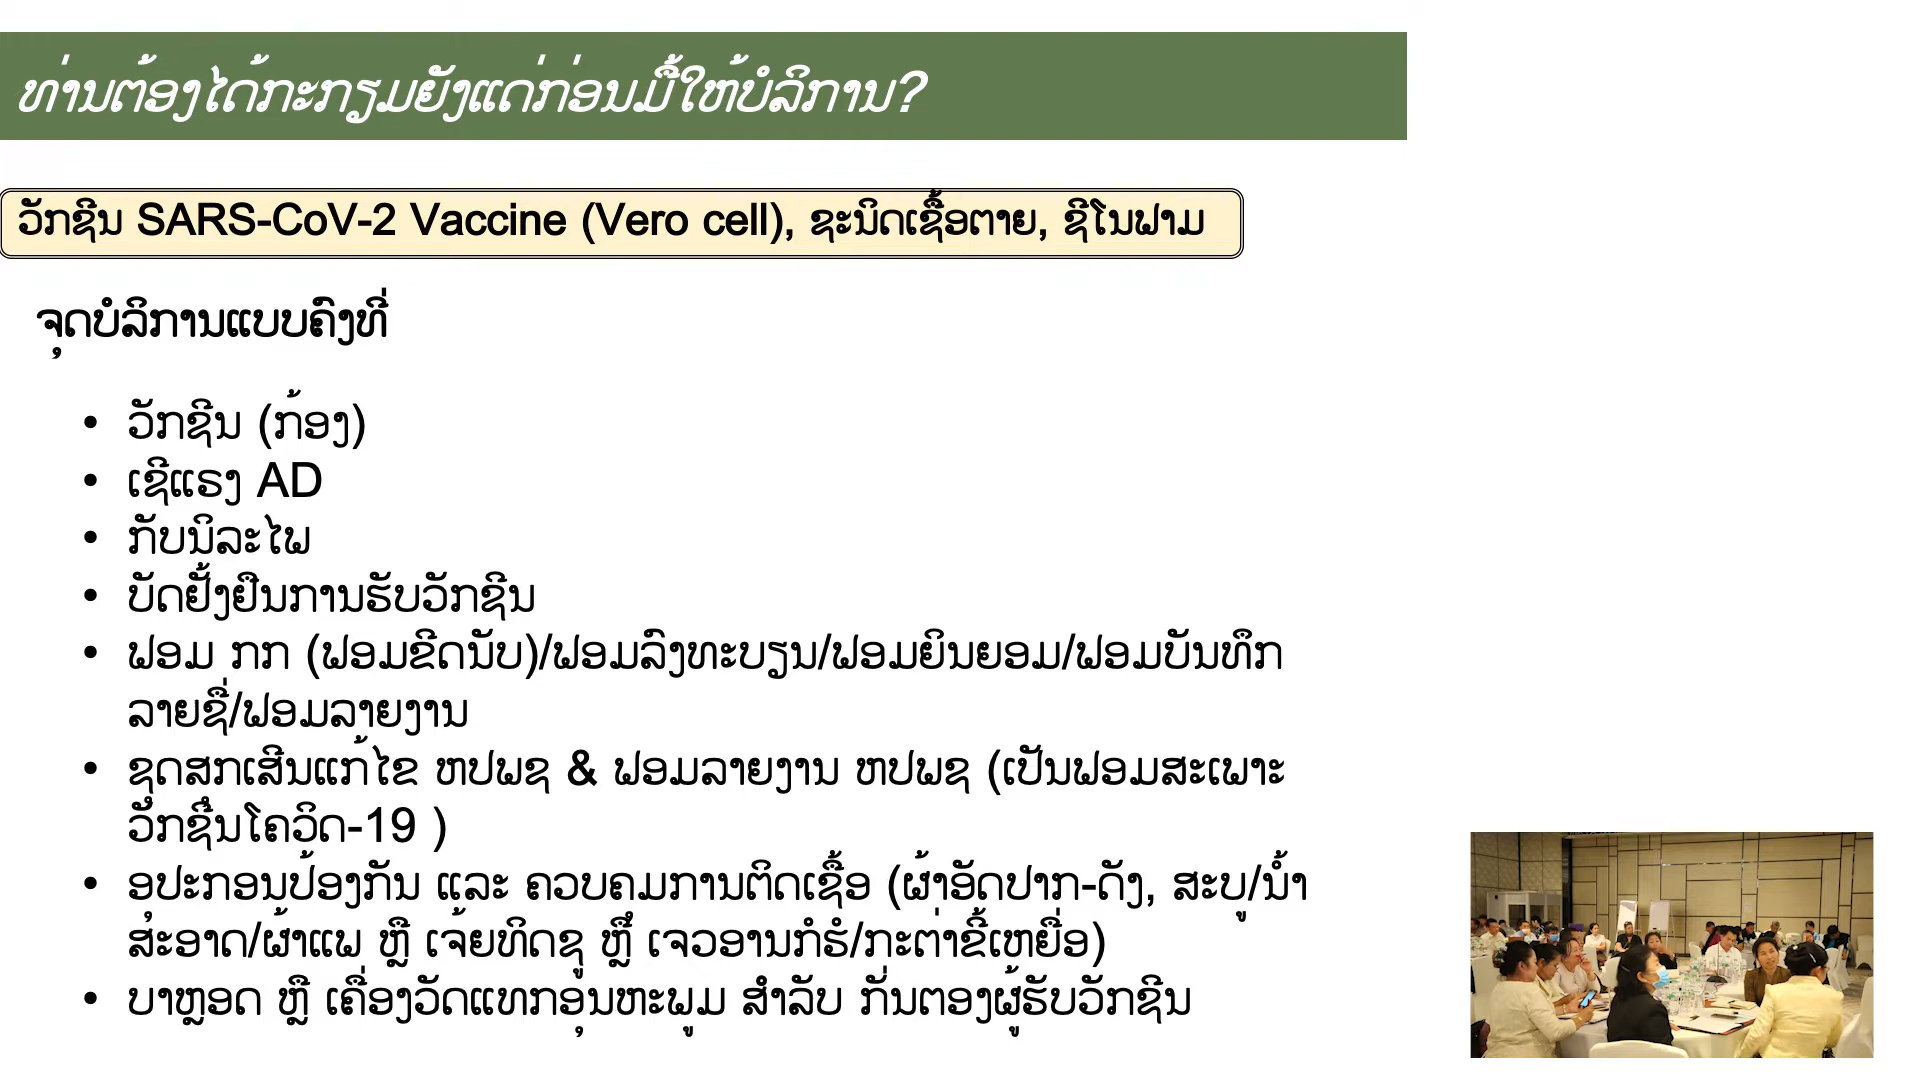 ທ່ານຕ້ອງໄດ້ກະກຽມຍັງແດ່ກ່ອນມື້ໃຫ້ບໍລິການ?
ວັກຊີນ SARS-CoV-2 Vaccine (Vero cell), ຊະນິດເຊື້ອຕາຍ, ຊີໂນຟາມ
ຈຸດບໍລິການແບບຄົງທີ່
• ວັກຊີນ (ກ້ອງ)
• ເຊີແຣງ AD
• ກັບນິລະໄພ
• ບັດຢັ້ງຢືນການຮັບວັກຊີນ
• ຟອມ ກກ (ຟອມຂີດນັບ)/ຟອມລົງທະບຽນ/ຟອມຍິນຍອມ/ຟອມບັນທຶກ
ລາຍຊື່/ຟອມລາຍງານ
• ຊຸດສຸກເສີນແກ້ໄຂ ຫປພຊ & ຟອມລາຍງານ ຫປພຊ (ເປັນຟອມສະເພາະ
ວັກຊີນໂຄວິດ-19 )
• ອຸປະກອນປ້ອງກັນ ແລະ ຄວບຄຸມການຕິດເຊື້ອ (ຜ້າອັດປາກ-ດັງ, ສະບູ/ນ້ຳ
ສະອາດ/ຜ້າແພ ຫຼື ເຈ້ຍທິດຊູ ຫຼື ເຈວອານກໍຮໍ/ກະຕ່າຂີ້ເຫຍື່ອ)
• ບາຫຼອດ ຫຼື ເຄື່ອງວັດແທກອຸນຫະພູມ ສຳລັບ ກັ່ນຕອງຜູ້ຮັບວັກຊີນ